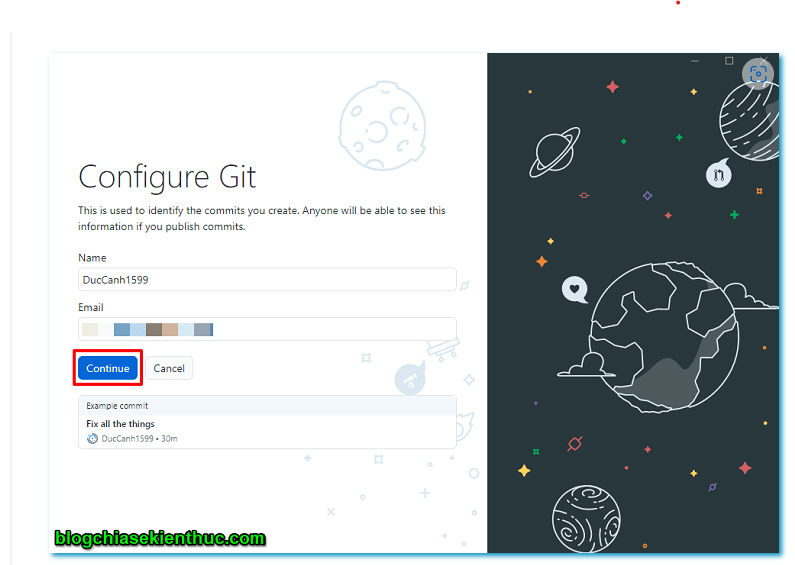 Configure Git
This is used to identify the commits you create. Anyone will be able to see this
information if you publish commits.
Name
DucCanh1599
Email
Continue
Cancel
Example commit
Fix all the things
DucCanh1599 • 30m
blogchiasekienthuc.com